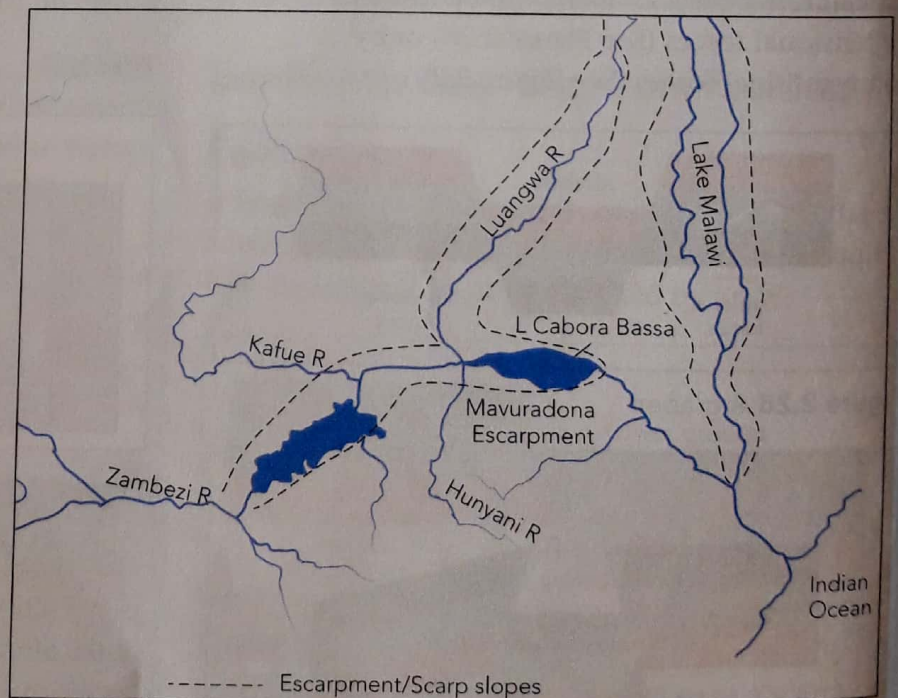 Luangwa R
Lake Malawi
L Cabora Bassa
Kafue R
Mavuradona
Escarpment
Zambezi R
Hunyani R
Indian
Ocean
Escarpment/Scarp slopes